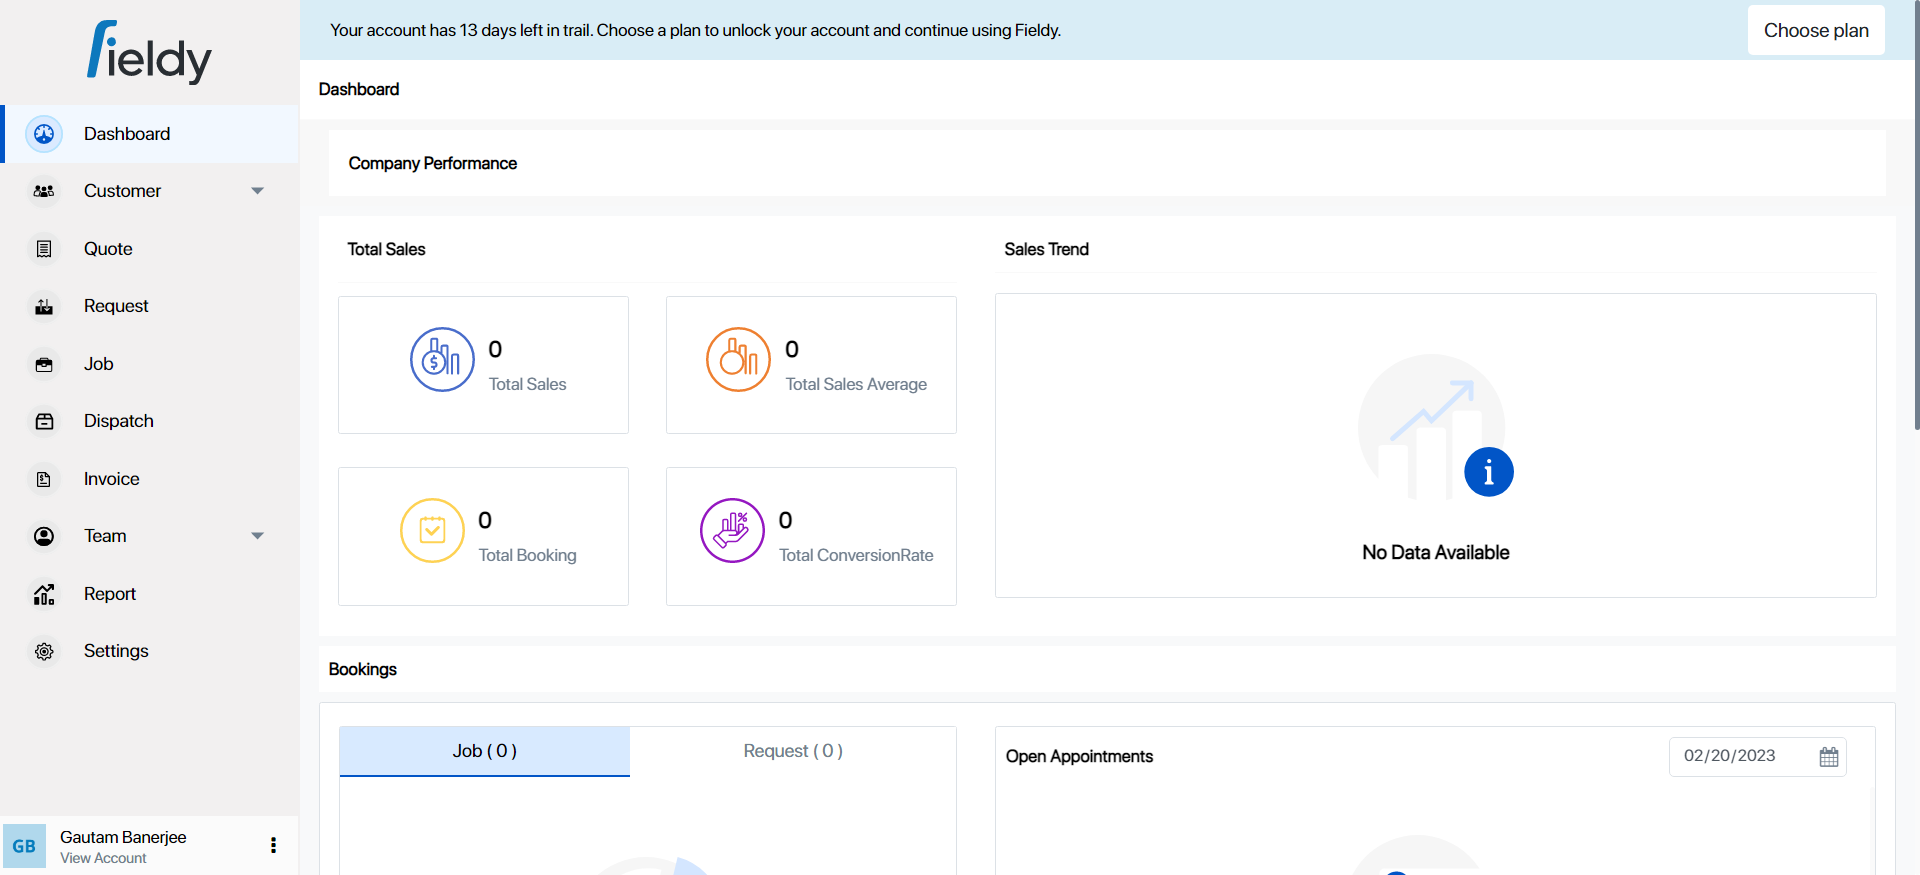 fieldy
Dashboard
Customer
Quote
Request
Job
Dispatch
Invoice
Team
Report
Settings
GB
Gautam Banerjee
View Account
Your account has 13 days left in trail. Choose a plan to unlock your account and continue using Fieldy.
Choose plan
Dashboard
Company Performance
Total Sales
0
Total Sales
0
Total Sales Average
0
Total Booking
0
Total ConversionRate
Sales Trend
No Data Available
Bookings
Job ( 0 )
Request ( 0 )
Open Appointments
02/20/2023